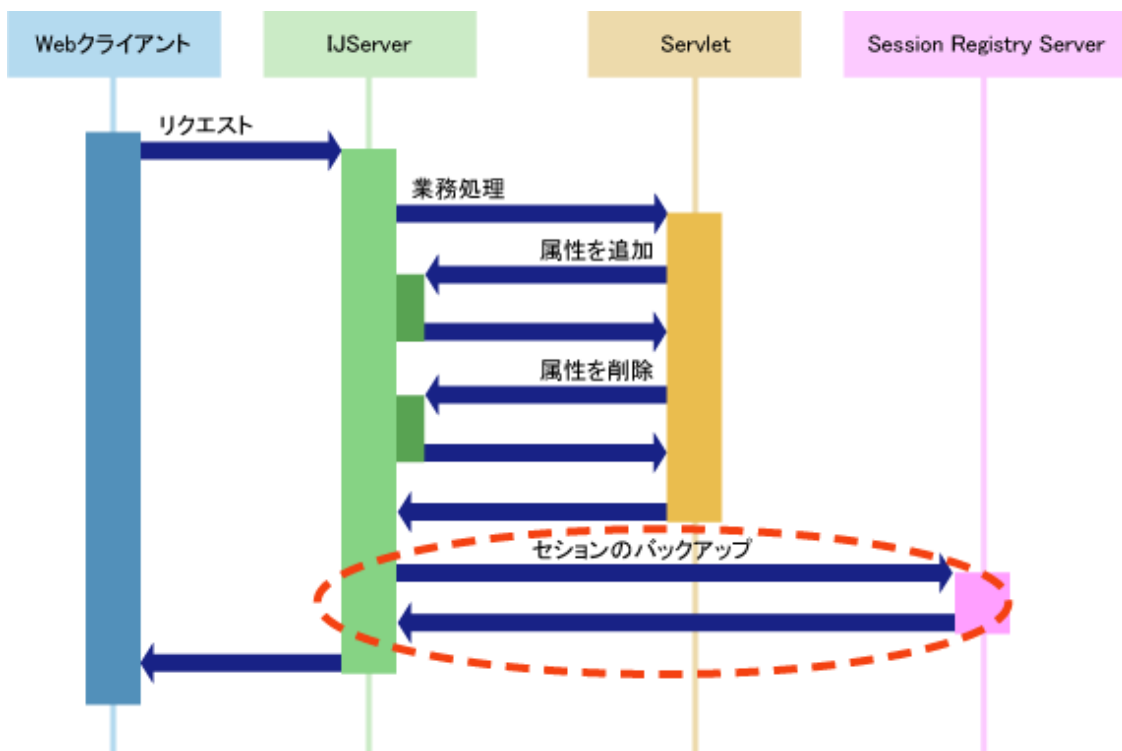 Webクライアント
IJServer
Servlet
Session Registry Server
リクエスト
業務処理
属性を追加
属性を削除
セションのバックアップ